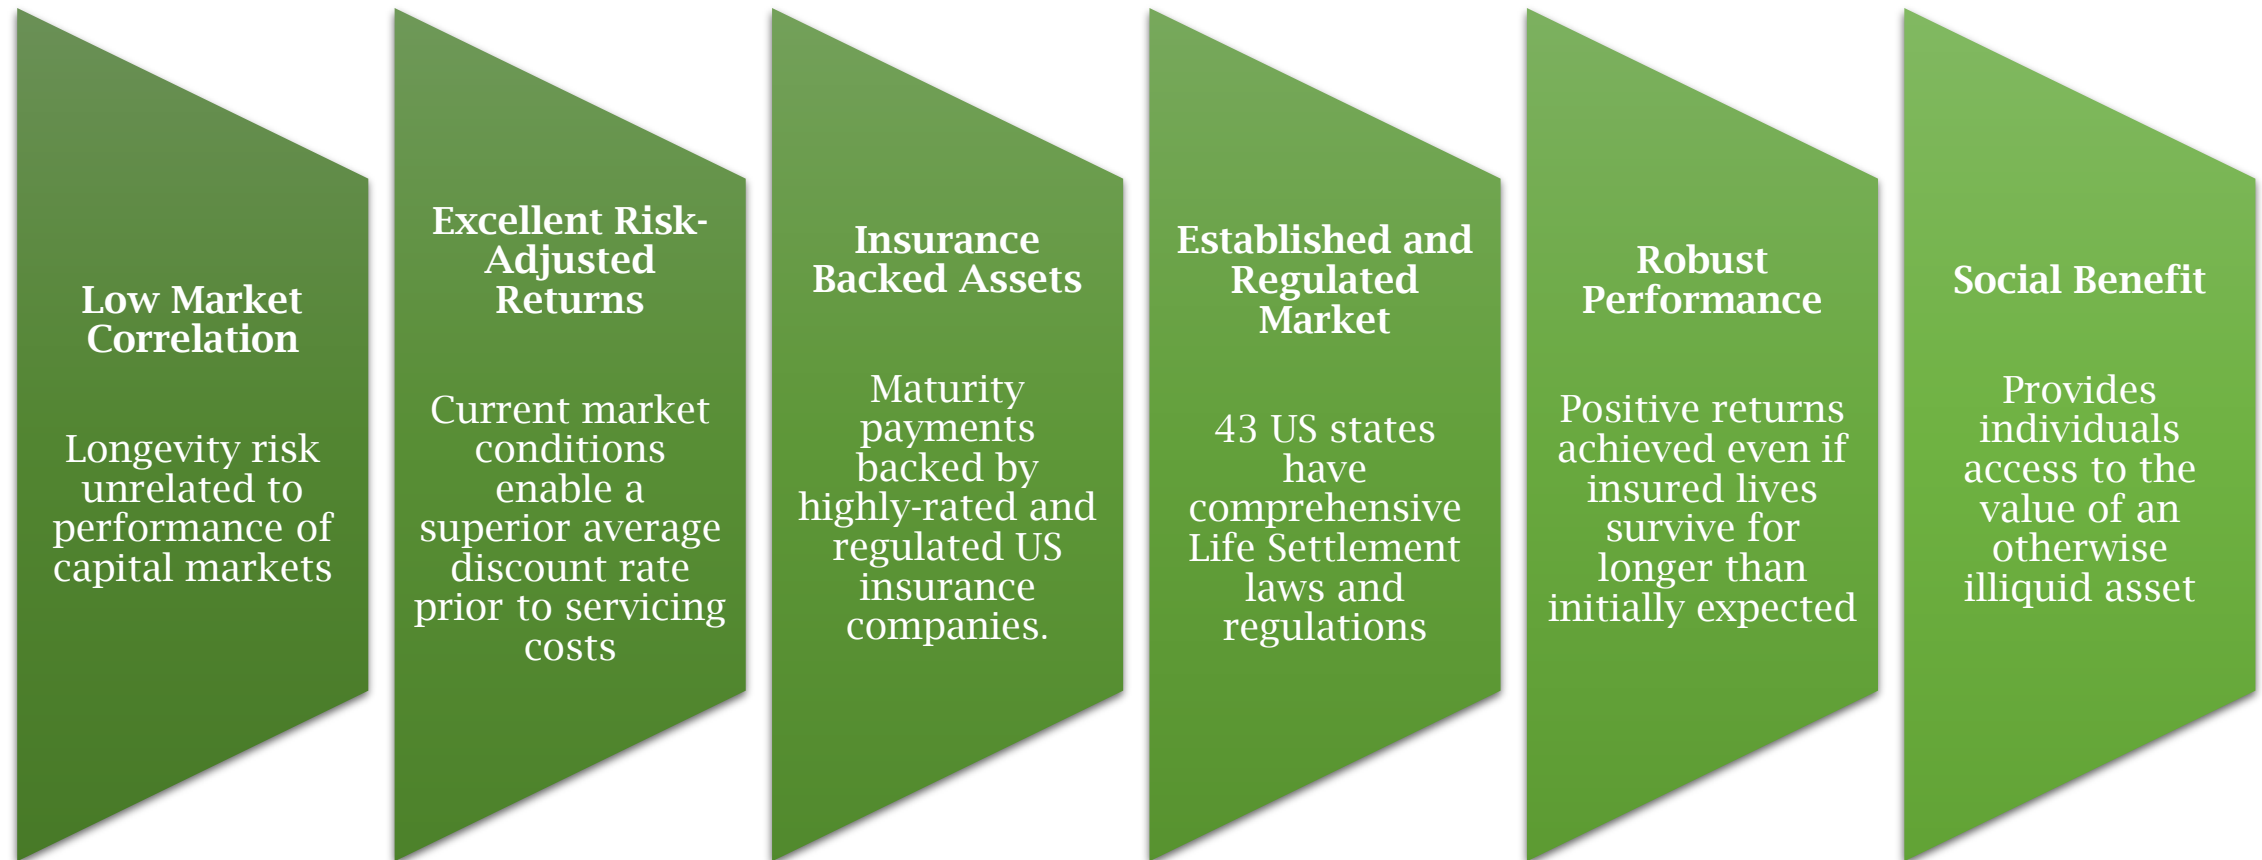 Low Market
Correlation
Longevity risk
unrelated to
performance of
capital markets
Excellent Risk-
Adjusted
Returns
Current market
conditions
enable a
superior average
discount rate
prior to servicing
costs
Insurance
Backed Assets
Maturity
payments
backed by
highly-rated and
regulated US
insurance
companies.
Established and
Regulated
Market
43 US states
have
comprehensive
Life Settlement
laws and
regulations
Robust
Performance
Positive returns
achieved even if
insured lives
survive for
longer than
initially expected
Social Benefit
Provides
individuals
access to the
value of an
otherwise
illiquid asset